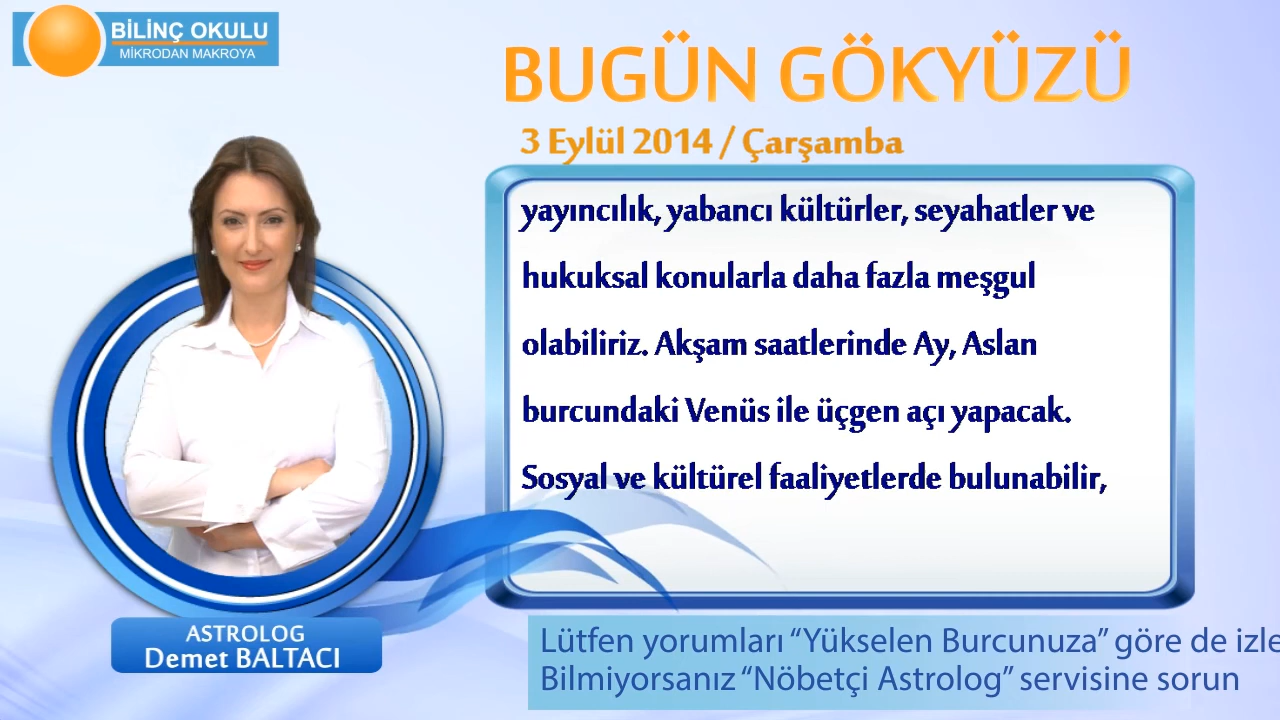 BİLİNÇ OKULU
MİKRODAN MAKROYA
BUGÜN GÖKYÜZÜ
3 Eylül 2014 / Çarşamba
yayıncılık, yabancı kültürler, seyahatler ve
hukuksal konularla daha fazla meşgul
olabiliriz. Akşam saatlerinde Ay, Aslan
burcundaki Venüs ile üçgen açı yapacak.
Sosyal ve kültürel faaliyetlerde bulunabilir,
ASTROLOG
Demet BALTACI
Lütfen yorumları “Yükselen Burcunuza” göre de izle
Bilmiyorsanız “Nöbetçi Astrolog” servisine sorun